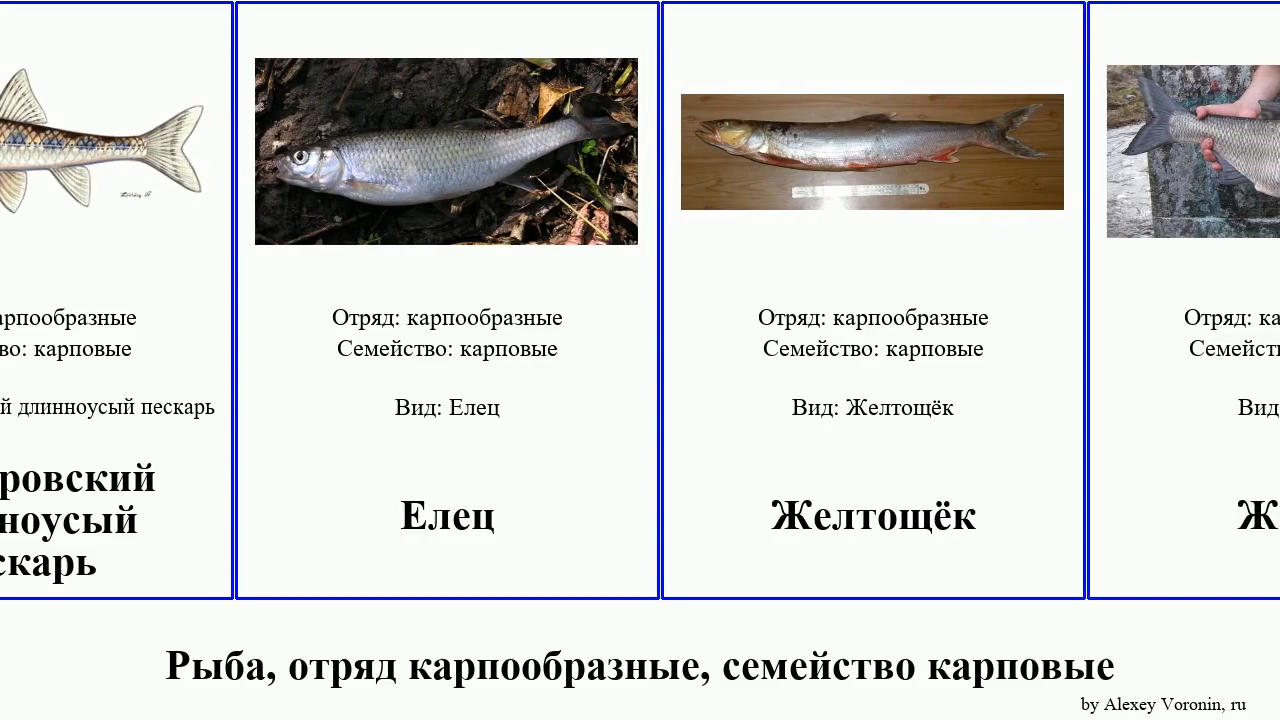 арпообразные
во: карповые
й длинноусый пескарь
ровский
ноусый
скарь
Отряд: карпообразные
Семейство: карповые
Вид: Елец
Елец
Отряд: карпообразные
Семейство: карповые
Вид: Желтощёк
Желтощёк
Отряд: ка
Семейст
Вид
Ж
Рыба, отряд карпообразные, семейство карповые
by Alexey Voronin, ru